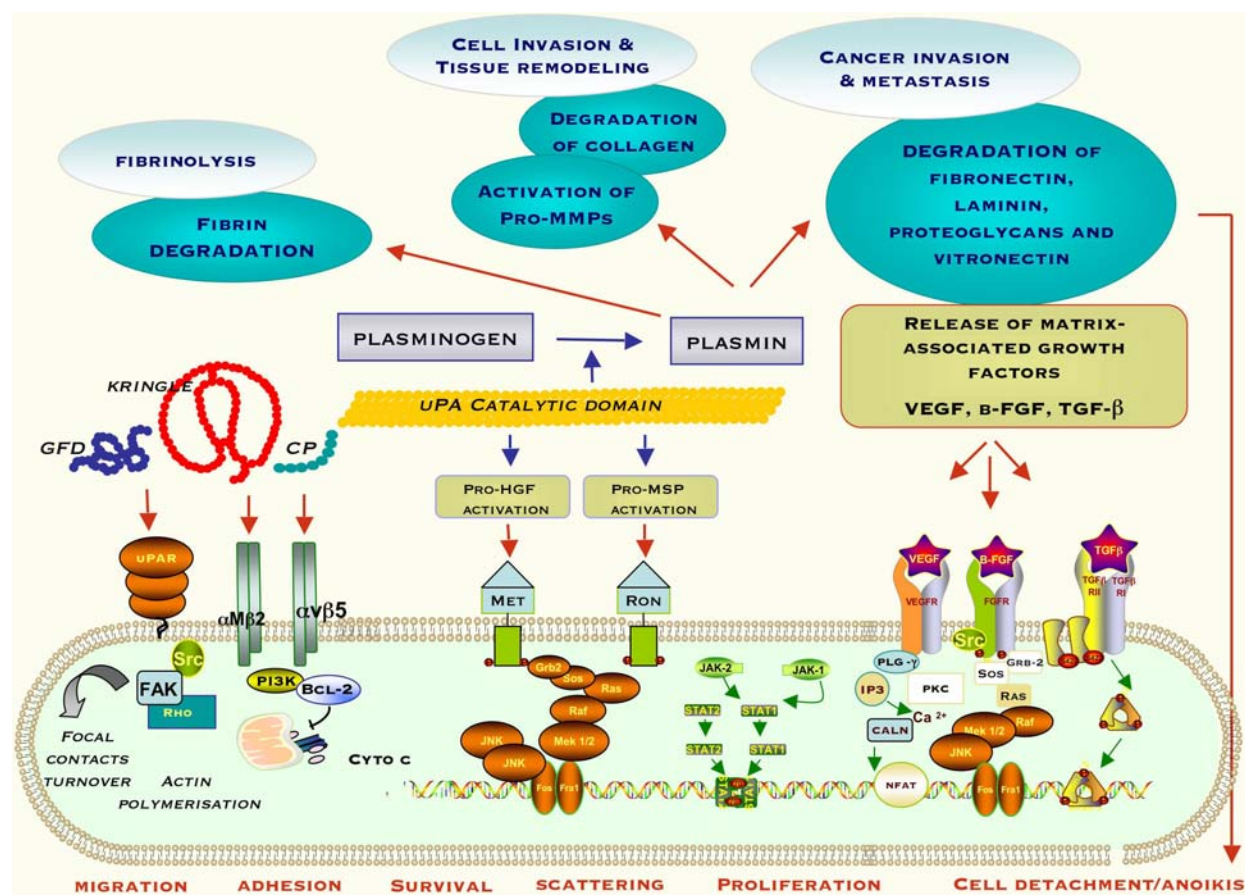 CELL INVASION &
TISSUE REMODELING
CANCER INVASION
& METASTASIS
DEGRADATION
OF COLLAGEN
FIBRINOLYSIS
ACTIVATION OF
PRO-MMPS
DEGRADATION OF
FIBRONECTIN,
LAMININ,
PROTEOGLYCANS AND
VITRONECTIN
FIBRIN
DEGRADATION
PLASMINOGEN
PLASMIN
RELEASE OF MATRIX-
ASSOCIATED GROWTH
FACTORS
VEGF, B-FGF, TGF-β
KRINGLE
uPA CATALYTIC DOMAIN
GFD
CP
PRO-HGF
ACTIVATION
PRO-MSP
ACTIVATION
uPAR
αMβ2
αvβ5
MET
RON
VEGF
B-FGF
TGFβ
VEGFR
FGFR
TGFβ
RII
TGFβ
RI
Src
FAK
RHO
PI3K
BCL-2
CYTO C
FOCAL
CONTACTS
TURNOVER
ACTIN
POLYMERISATION
Grb2
Sos
Ras
Raf
Mek 1/2
JNK
JNK
Fos
Fra1
JAK-2
JAK-1
STAT2
STAT1
STAT2
STAT1
PLG -γ
IP3
PKC
Ca 2+
CALN
NFAT
Src
GRB-2
SOS
RAS
Raf
Mek 1/2
JNK
Fos
Fra1
MIGRATION
ADHESION
SURVIVAL
SCATTERING
PROLIFERATION
CELL DETACHMENT/ANOIKIS